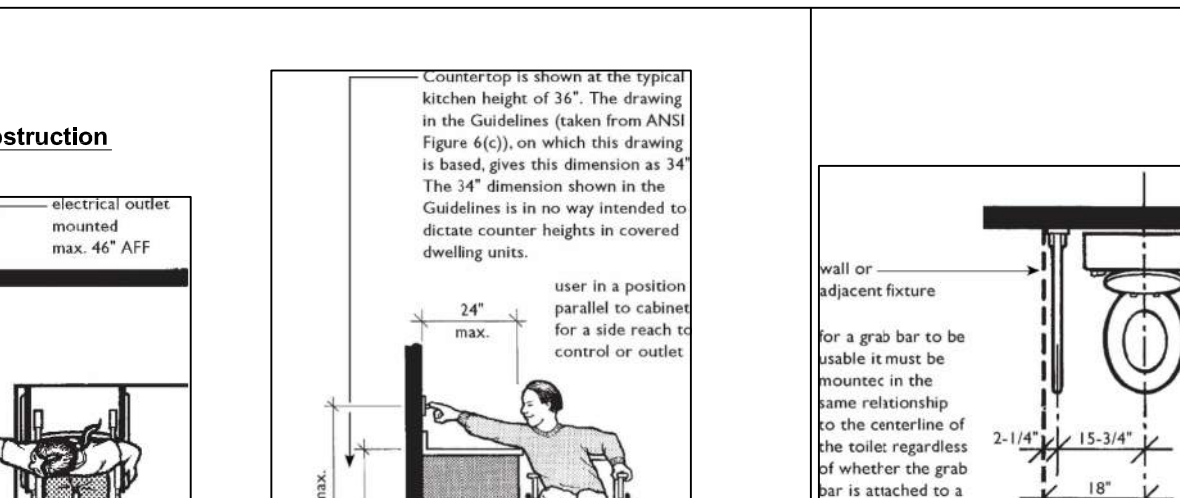 bstruction
electrical outlet
mounted
max. 46" AFF
Countertop is shown at the typical
kitchen height of 36". The drawing
in the Guidelines (taken from ANSI
Figure 6(c)), on which this drawing
is based, gives this dimension as 34"
The 34" dimension shown in the
Guidelines is in no way intended to
dictate counter heights in covered
dwelling units.
user in a position
parallel to cabinet
for a side reach to
control or outlet
24"
max.
max.
wall or
adjacent fixture
for a grab bar to be
usable it must be
mountec in the
same relationship
to the centerline of
the toilet regardless
of whether the grab
bar is attached to a
2-1/4"
15-3/4"
18"